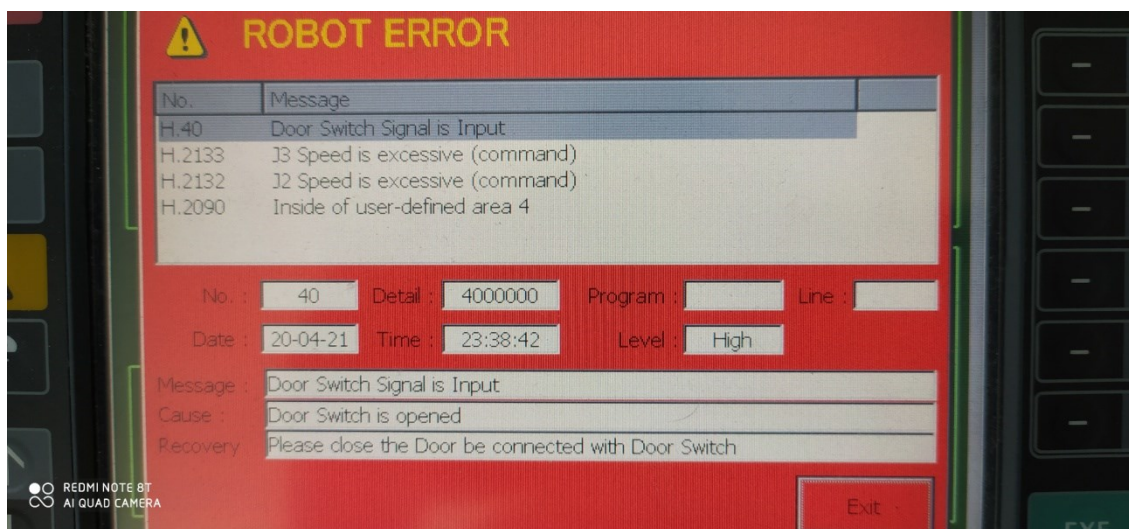 ROBOT ERROR
No. Message
H.40 Door Switch Signal is Input
H.2133 J3 Speed is excessive (command)
H.2132 J2 Speed is excessive (command)
H.2090 Inside of user-defined area 4
No. : 40 Detail : 4000000 Program : Line :
Date : 20-04-21 Time : 23:38:42 Level : High
Message : Door Switch Signal is Input
Cause : Door Switch is opened
Recovery Please close the Door be connected with Door Switch
Exit
REDMI NOTE 8T
AI QUAD CAMERA
EXE